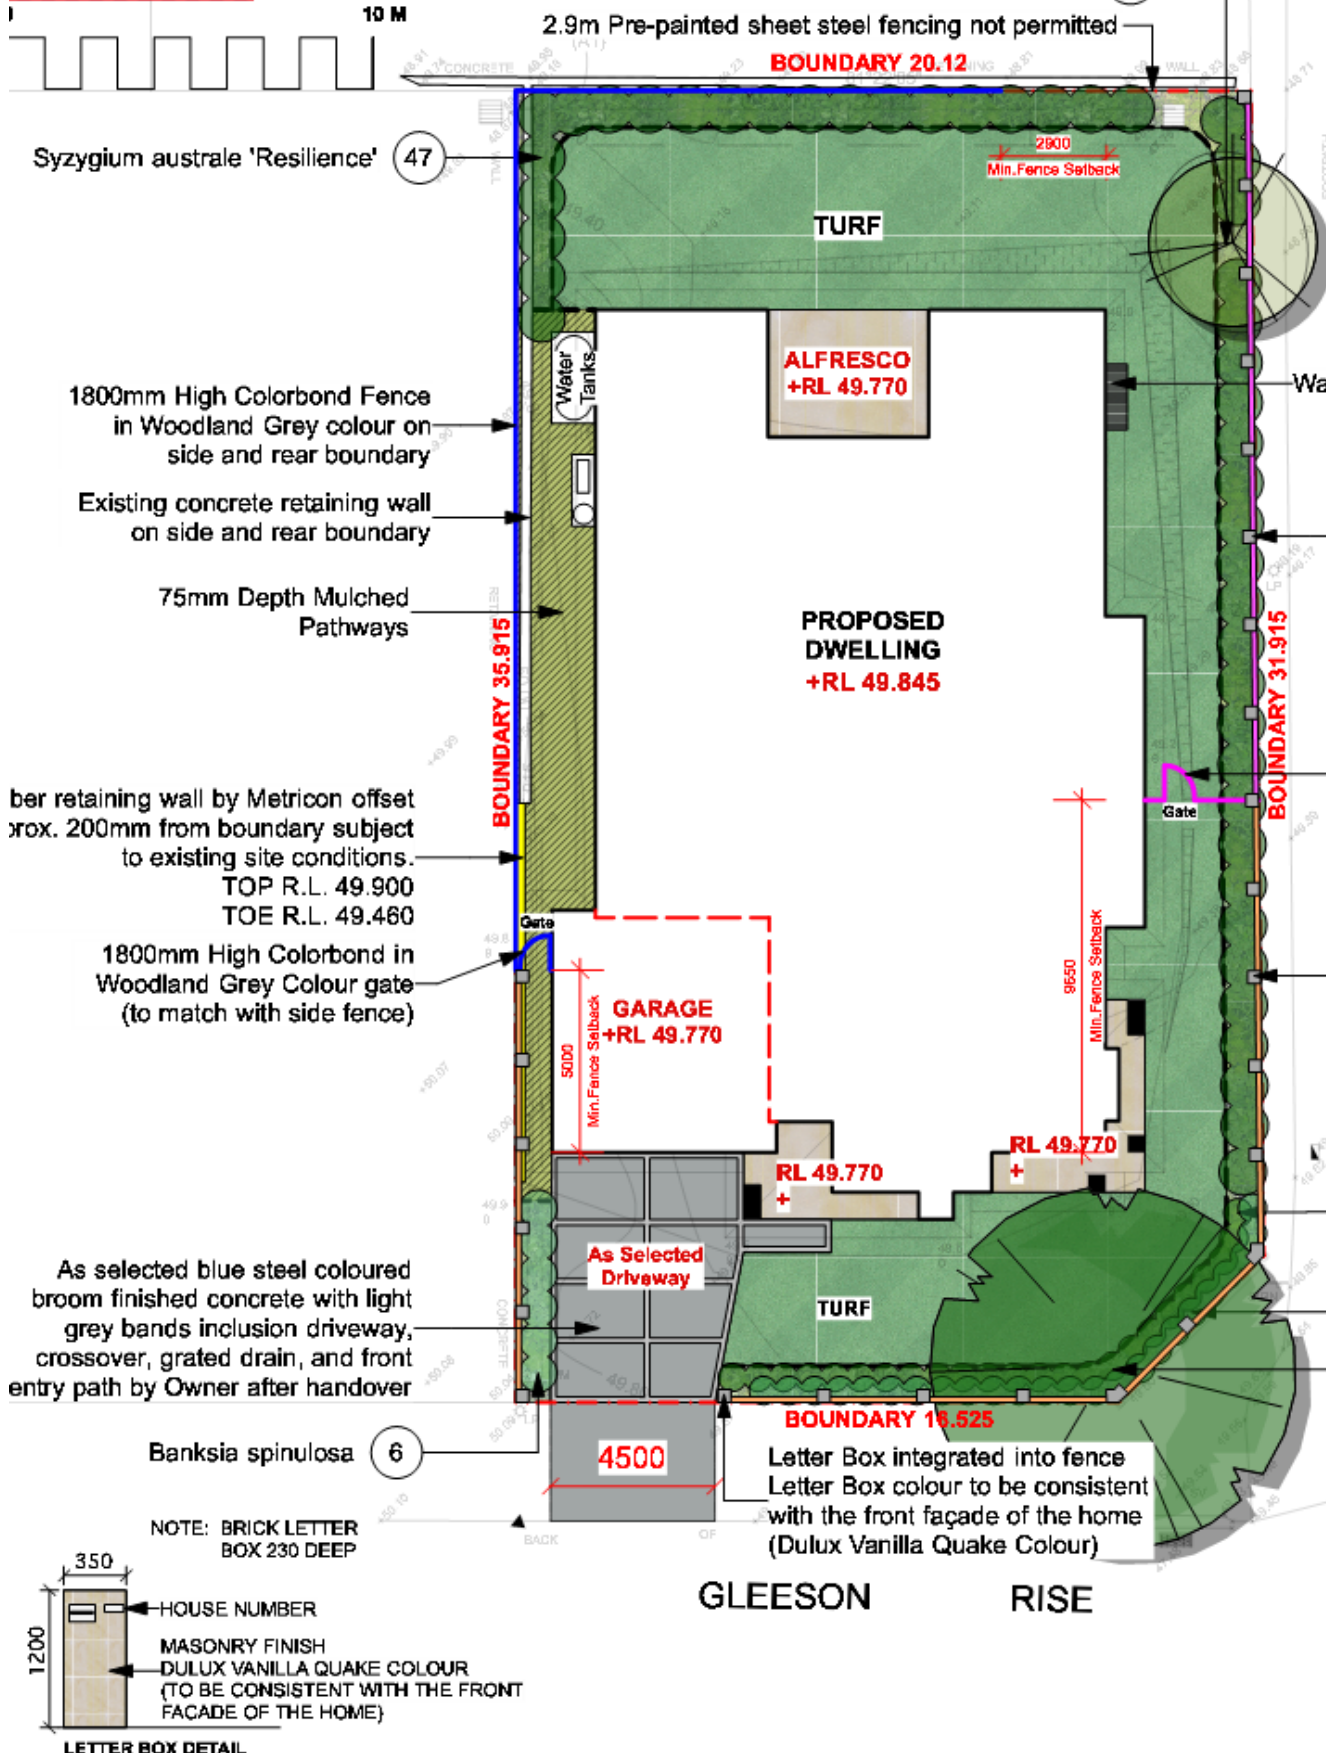 10 M
2.9m Pre-painted sheet steel fencing not permitted
BOUNDARY 20.12
CONCRETE
WALL
Syzygium australe 'Resilience' 47
2900
Min.Fence Setback
TURF
Water Tanks
ALFRESCO
+RL 49.770
Wa
1800mm High Colorbond Fence
in Woodland Grey colour on
side and rear boundary
Existing concrete retaining wall
on side and rear boundary
75mm Depth Mulched
Pathways
PROPOSED
DWELLING
+RL 49.845
BOUNDARY 35.915
BOUNDARY 31.915
ber retaining wall by Metricon offset
prox. 200mm from boundary subject
to existing site conditions.
TOP R.L. 49.900
TOE R.L. 49.460
Gate
Gate
1800mm High Colorbond in
Woodland Grey Colour gate
(to match with side fence)
GARAGE
+RL 49.770
5000
Min.Fence Setback
9650
Min.Fence Setback
RL 49.770
+
RL 49.770
+
As Selected
Driveway
TURF
As selected blue steel coloured
broom finished concrete with light
grey bands inclusion driveway,
crossover, grated drain, and front
entry path by Owner after handover
CONCRETE
BOUNDARY 16.525
Banksia spinulosa 6
4500
Letter Box integrated into fence
Letter Box colour to be consistent
with the front façade of the home
(Dulux Vanilla Quake Colour)
BACK
OF
GLEESON RISE
NOTE: BRICK LETTER
BOX 230 DEEP
350
1200
HOUSE NUMBER
MASONRY FINISH
DULUX VANILLA QUAKE COLOUR
(TO BE CONSISTENT WITH THE FRONT
FACADE OF THE HOME)
LETTER BOX DETAIL